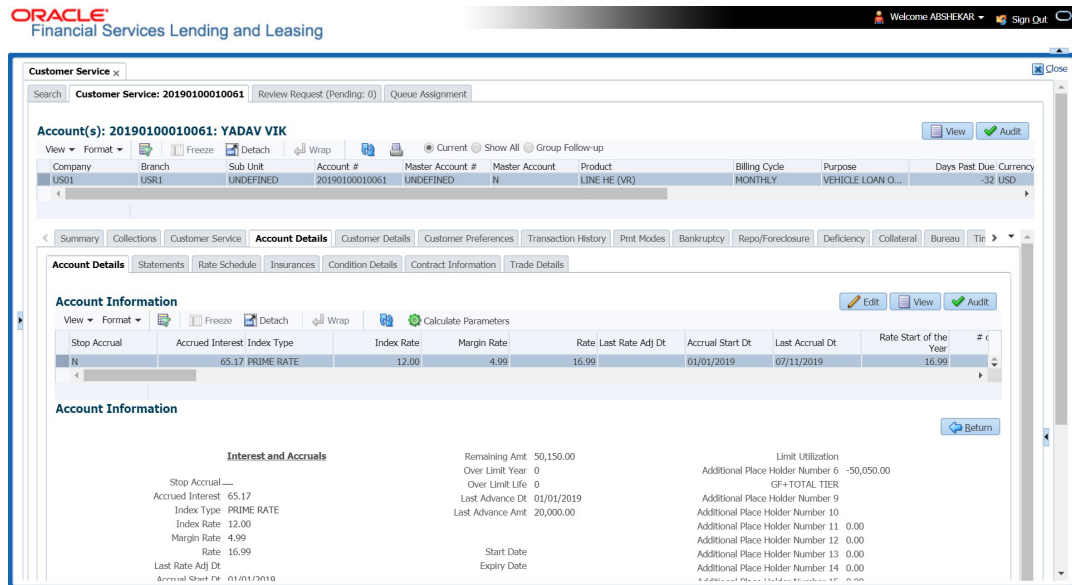 ORACLE
Financial Services Lending and Leasing
Welcome ABSHEKAR
Sign Out
Customer Service x
Close
Search
Customer Service: 20190100010061
Review Request (Pending: 0)
Queue Assignment
Account(s): 20190100010061: YADAV VIK
View
Audit
View Format Freeze Detach Wrap Current Show All Group Follow-up
Company Branch Sub Unit Account # Master Account # Master Account Product Billing Cycle Purpose Days Past Due Currency
US01 USR1 UNDEFINED 20190100010061 UNDEFINED N LINE HE (VR) MONTHLY VEHICLE LOAN O... -32 USD
Summary Collections Customer Service Account Details Customer Details Customer Preferences Transaction History Pmt Modes Bankruptcy Repo/Foreclosure Deficiency Collateral Bureau Tin
Account Details Statements Rate Schedule Insurances Condition Details Contract Information Trade Details
Account Information
Edit View Audit
View Format Freeze Detach Wrap Calculate Parameters
Stop Accrual Accrued Interest Index Type Index Rate Margin Rate Rate Last Rate Adj Dt Accrual Start Dt Last Accrual Dt Rate Start of the Year #
N 65.17 PRIME RATE 12.00 4.99 16.99 01/01/2019 07/11/2019 16.99
Account Information
Return
Interest and Accruals
Stop Accrual
Accrued Interest 65.17
Index Type PRIME RATE
Index Rate 12.00
Margin Rate 4.99
Rate 16.99
Last Rate Adj Dt
Accrual Start Dt 01/01/2019
Remaining Amt 50,150.00
Over Limit Year 0
Over Limit Life 0
Last Advance Dt 01/01/2019
Last Advance Amt 20,000.00
Start Date
Expiry Date
Limit Utilization
Additional Place Holder Number 6 -50,050.00
GF+TOTAL TIER
Additional Place Holder Number 9
Additional Place Holder Number 10
Additional Place Holder Number 11 0.00
Additional Place Holder Number 12 0.00
Additional Place Holder Number 13 0.00
Additional Place Holder Number 14 0.00
Additional Place Holder Number 15 0.00